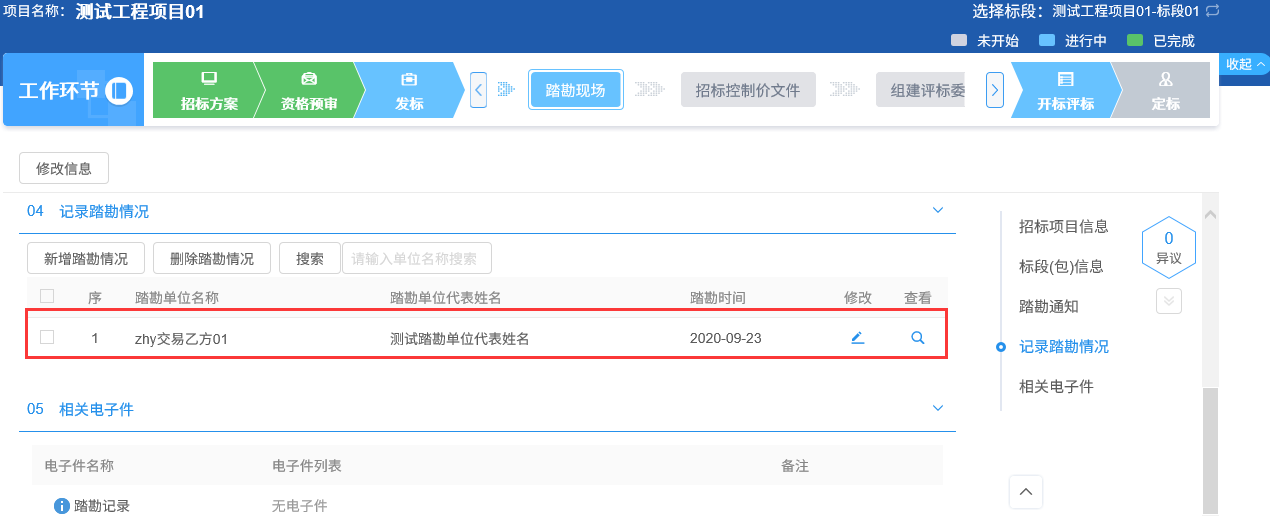 项目名称： 测试工程项目01
选择标段： 测试工程项目01-标段01
未开始 进行中 已完成
工作环节
招标方案
资格预审
发标
踏勘现场
招标控制价文件
组建评标委
开标评标
定标
收起
修改信息
04 记录踏勘情况
新增踏勘情况 删除踏勘情况 搜索 请输入单位名称搜索
序 踏勘单位名称 踏勘单位代表姓名 踏勘时间 修改 查看
1 zhy交易乙方01 测试踏勘单位代表姓名 2020-09-23
05 相关电子件
电子件名称 电子件列表 备注
踏勘记录 无电子件
招标项目信息
标段(包)信息
踏勘通知
记录踏勘情况
相关电子件
0
异议